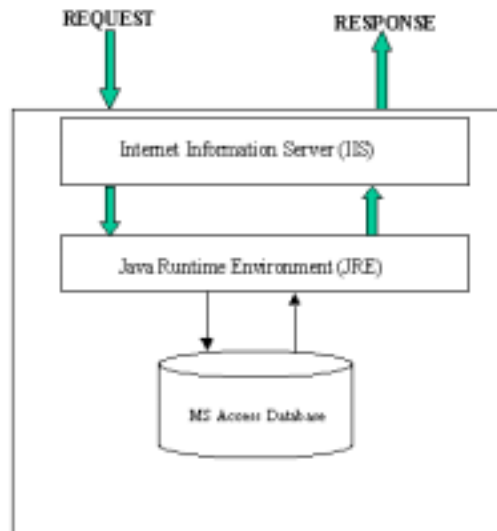 REQUEST
RESPONSE
Internet Information Server (IIS)
Java Runtime Environment (JRE)
MS Access Database